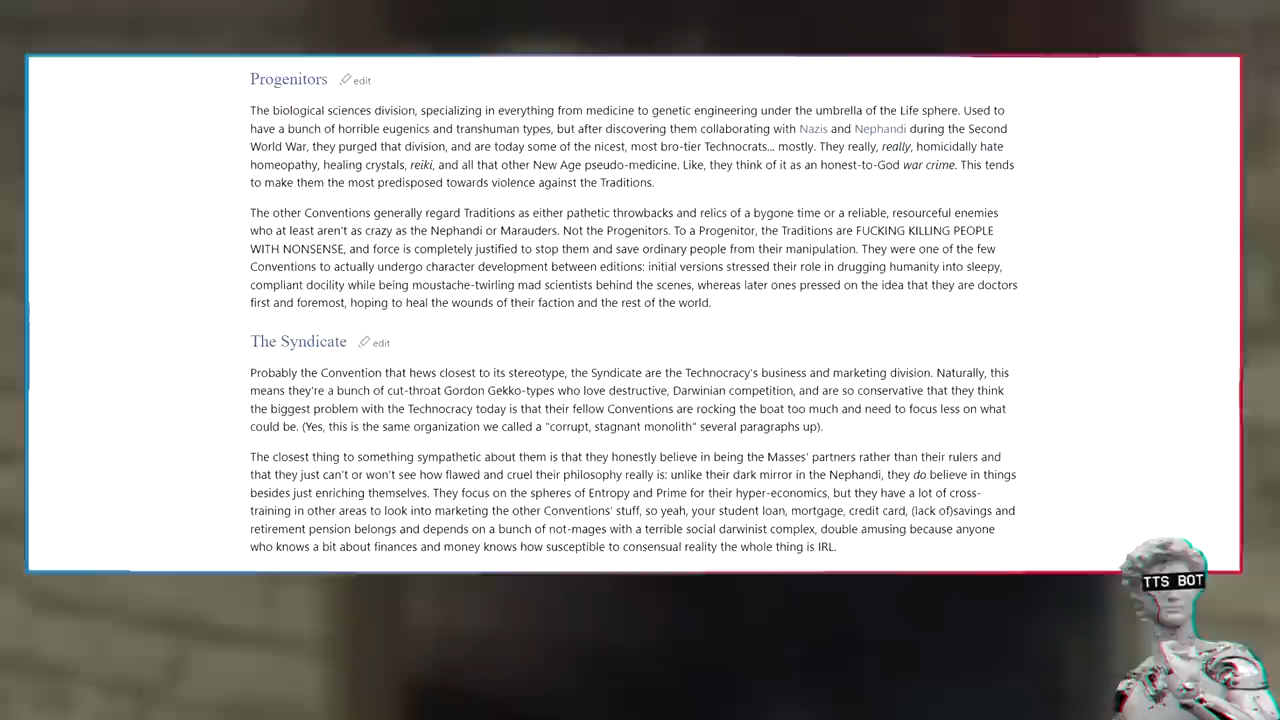 Progenitors edit
The biological sciences division, specializing in everything from medicine to genetic engineering under the umbrella of the Life sphere. Used to
have a bunch of horrible eugenics and transhuman types, but after discovering them collaborating with Nazis and Nephandi during the Second
World War, they purged that division, and are today some of the nicest, most bro-tier Technocrats... mostly. They really, really, homicidally hate
homeopathy, healing crystals, reiki, and all that other New Age pseudo-medicine. Like, they think of it as an honest-to-God war crime. This tends
to make them the most predisposed towards violence against the Traditions.
The other Conventions generally regard Traditions as either pathetic throwbacks and relics of a bygone time or a reliable, resourceful enemies
who at least aren't as crazy as the Nephandi or Marauders. Not the Progenitors. To a Progenitor, the Traditions are FUCKING KILLING PEOPLE
WITH NONSENSE, and force is completely justified to stop them and save ordinary people from their manipulation. They were one of the few
Conventions to actually undergo character development between editions: initial versions stressed their role in drugging humanity into sleepy,
compliant docility while being moustache-twirling mad scientists behind the scenes, whereas later ones pressed on the idea that they are doctors
first and foremost, hoping to heal the wounds of their faction and the rest of the world.
The Syndicate edit
Probably the Convention that hews closest to its stereotype, the Syndicate are the Technocracy's business and marketing division. Naturally, this
means they're a bunch of cut-throat Gordon Gekko-types who love destructive, Darwinian competition, and are so conservative that they think
the biggest problem with the Technocracy today is that their fellow Conventions are rocking the boat too much and need to focus less on what
could be. (Yes, this is the same organization we called a "corrupt, stagnant monolith" several paragraphs up).
The closest thing to something sympathetic about them is that they honestly believe in being the Masses' partners rather than their rulers and
that they just can't or won't see how flawed and cruel their philosophy really is: unlike their dark mirror in the Nephandi, they do believe in things
besides just enriching themselves. They focus on the spheres of Entropy and Prime for their hyper-economics, but they have a lot of cross-
training in other areas to look into marketing the other Conventions' stuff, so yeah, your student loan, mortgage, credit card, (lack of)savings and
retirement pension belongs and depends on a bunch of not-mages with a terrible social darwinist complex, double amusing because anyone
who knows a bit about finances and money knows how susceptible to consensual reality the whole thing is IRL.
TTS BOT